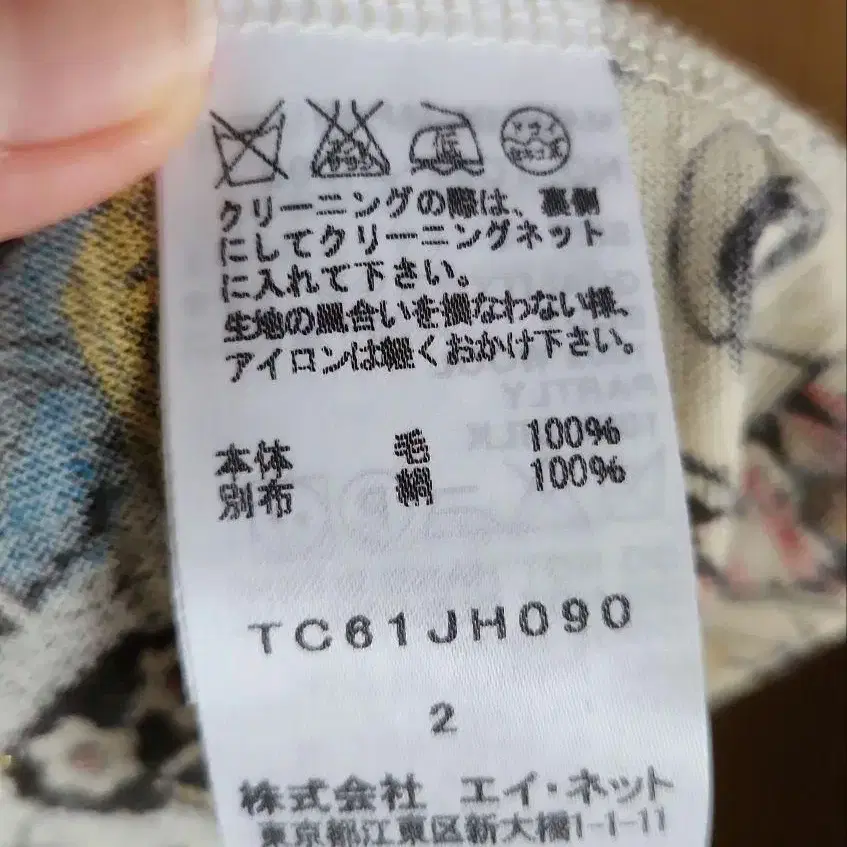 クリーニングの際は、裏側
にしてクリーニングネット
に入れて下さい。
生地の風合いを損なわない様、
アイロンは軽くおかけ下さい。
本体 毛 100%
別布 絹 100%
TC61JH090
2
株式会社 エイ・ネット
東京都江東区新大橋1-1-11